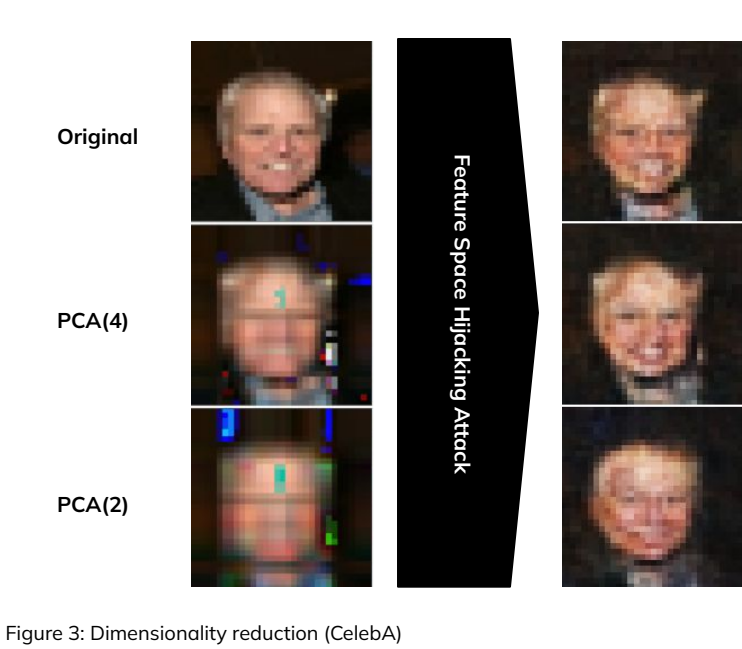 Original
PCA(4)
PCA(2)
Feature Space Hijacking Attack
Figure 3: Dimensionality reduction (CelebA)